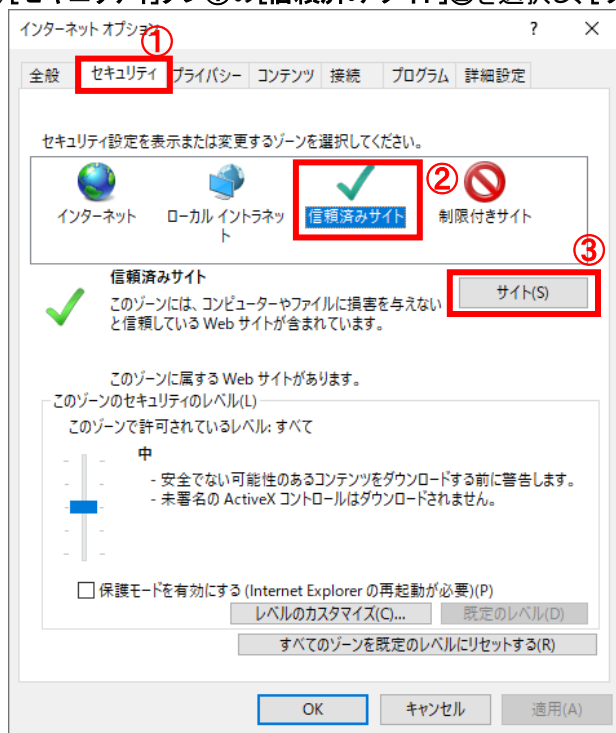 インターネット オプション
①
?
×
全般 セキュリティ プライバシー コンテンツ 接続 プログラム 詳細設定
セキュリティ設定を表示または変更するゾーンを選択してください。
②
インターネット
ローカル イントラネット
信頼済みサイト
制限付きサイト
③
信頼済みサイト
サイト(S)
このゾーンには、コンピューターやファイルに損害を与えない
と信頼している Web サイトが含まれています。
このゾーンに属する Web サイトがあります。
このゾーンのセキュリティのレベル(L)
このゾーンで許可されているレベル: すべて
中
- 安全でない可能性のあるコンテンツをダウンロードする前に警告します。
- 未署名の ActiveX コントロールはダウンロードされません。
保護モードを有効にする (Internet Explorer の再起動が必要)(P)
レベルのカスタマイズ(C)... 既定のレベル(D)
すべてのゾーンを既定のレベルにリセットする(R)
OK キャンセル 適用(A)